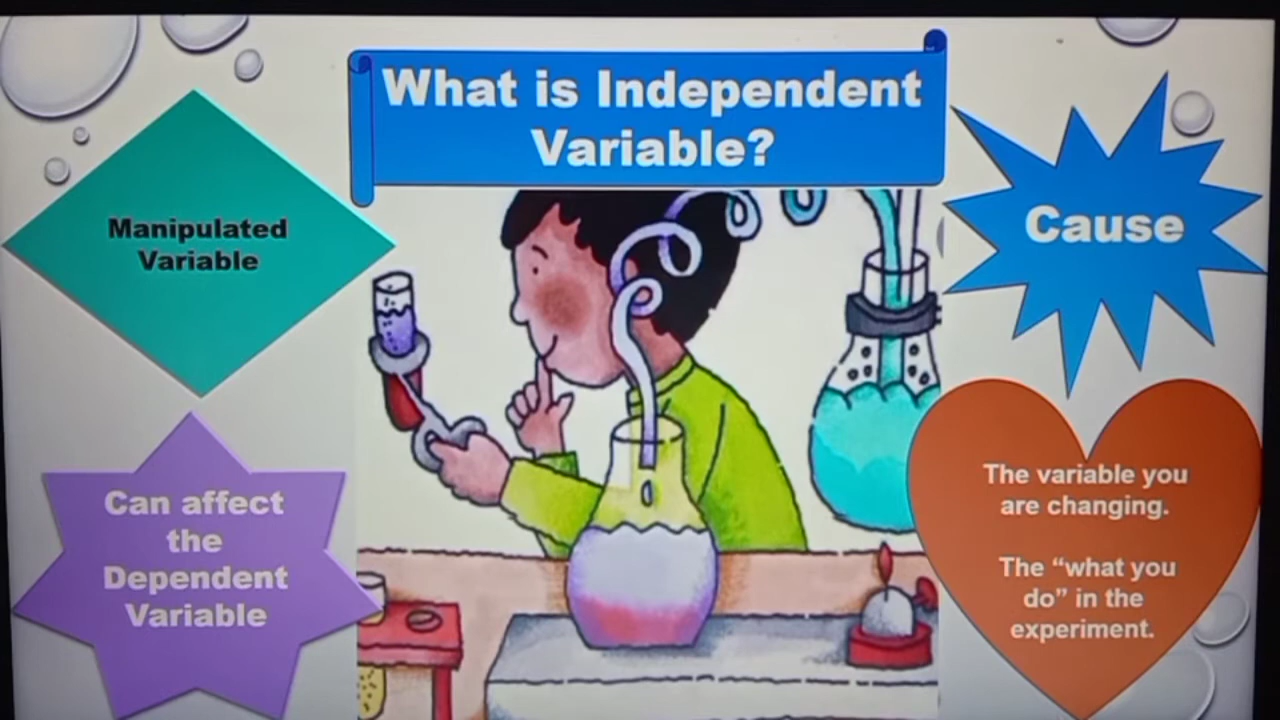 What is Independent
Variable?
Manipulated
Variable
Cause
Can affect
the
Dependent
Variable
The variable you
are changing.
The “what you
do” in the
experiment.